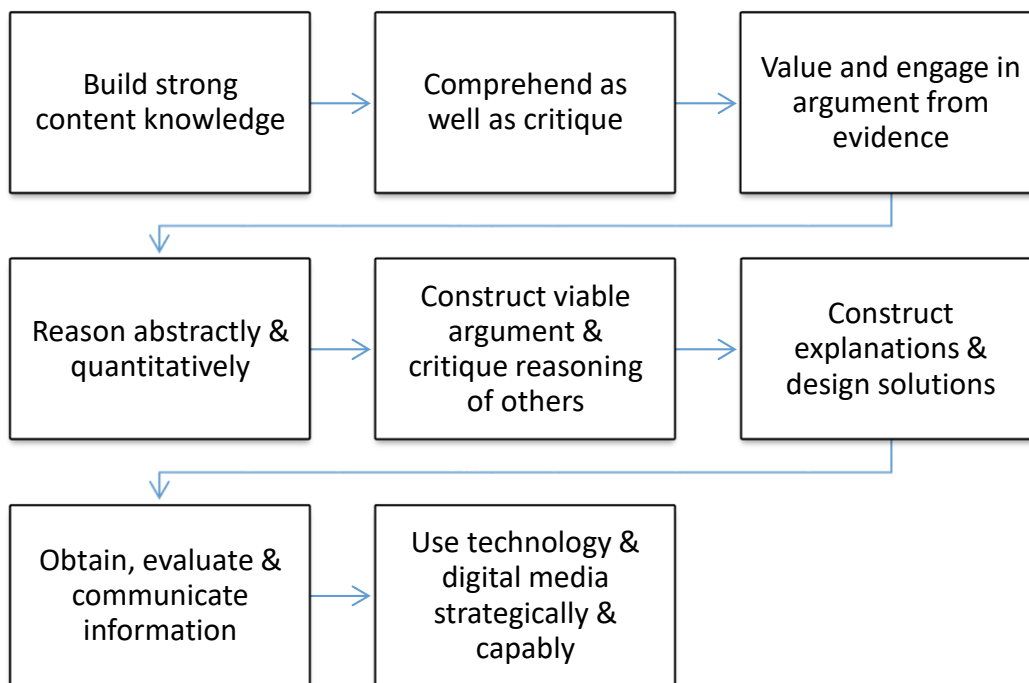 Build strong
content knowledge
Comprehend as
well as critique
Value and engage in
argument from
evidence
Reason abstractly &
quantitatively
Construct viable
argument &
critique reasoning
of others
Construct
explanations &
design solutions
Obtain, evaluate &
communicate
information
Use technology &
digital media
strategically &
capably